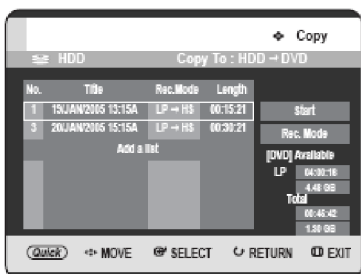 Copy
HDD Copy To : HDD → DVD
No. Title Rec.Mode Length
1 19/JAN/2005 13:15A LP → HS 00:15:21
3 20/JAN/2005 15:15A LP → HS 00:30:21
Add a list
Start
Rec. Mode
[DVD] Available
LP 04:00:16
4.48 GB
Total
00:45:42
1.30 GB
Quick MOVE SELECT RETURN EXIT